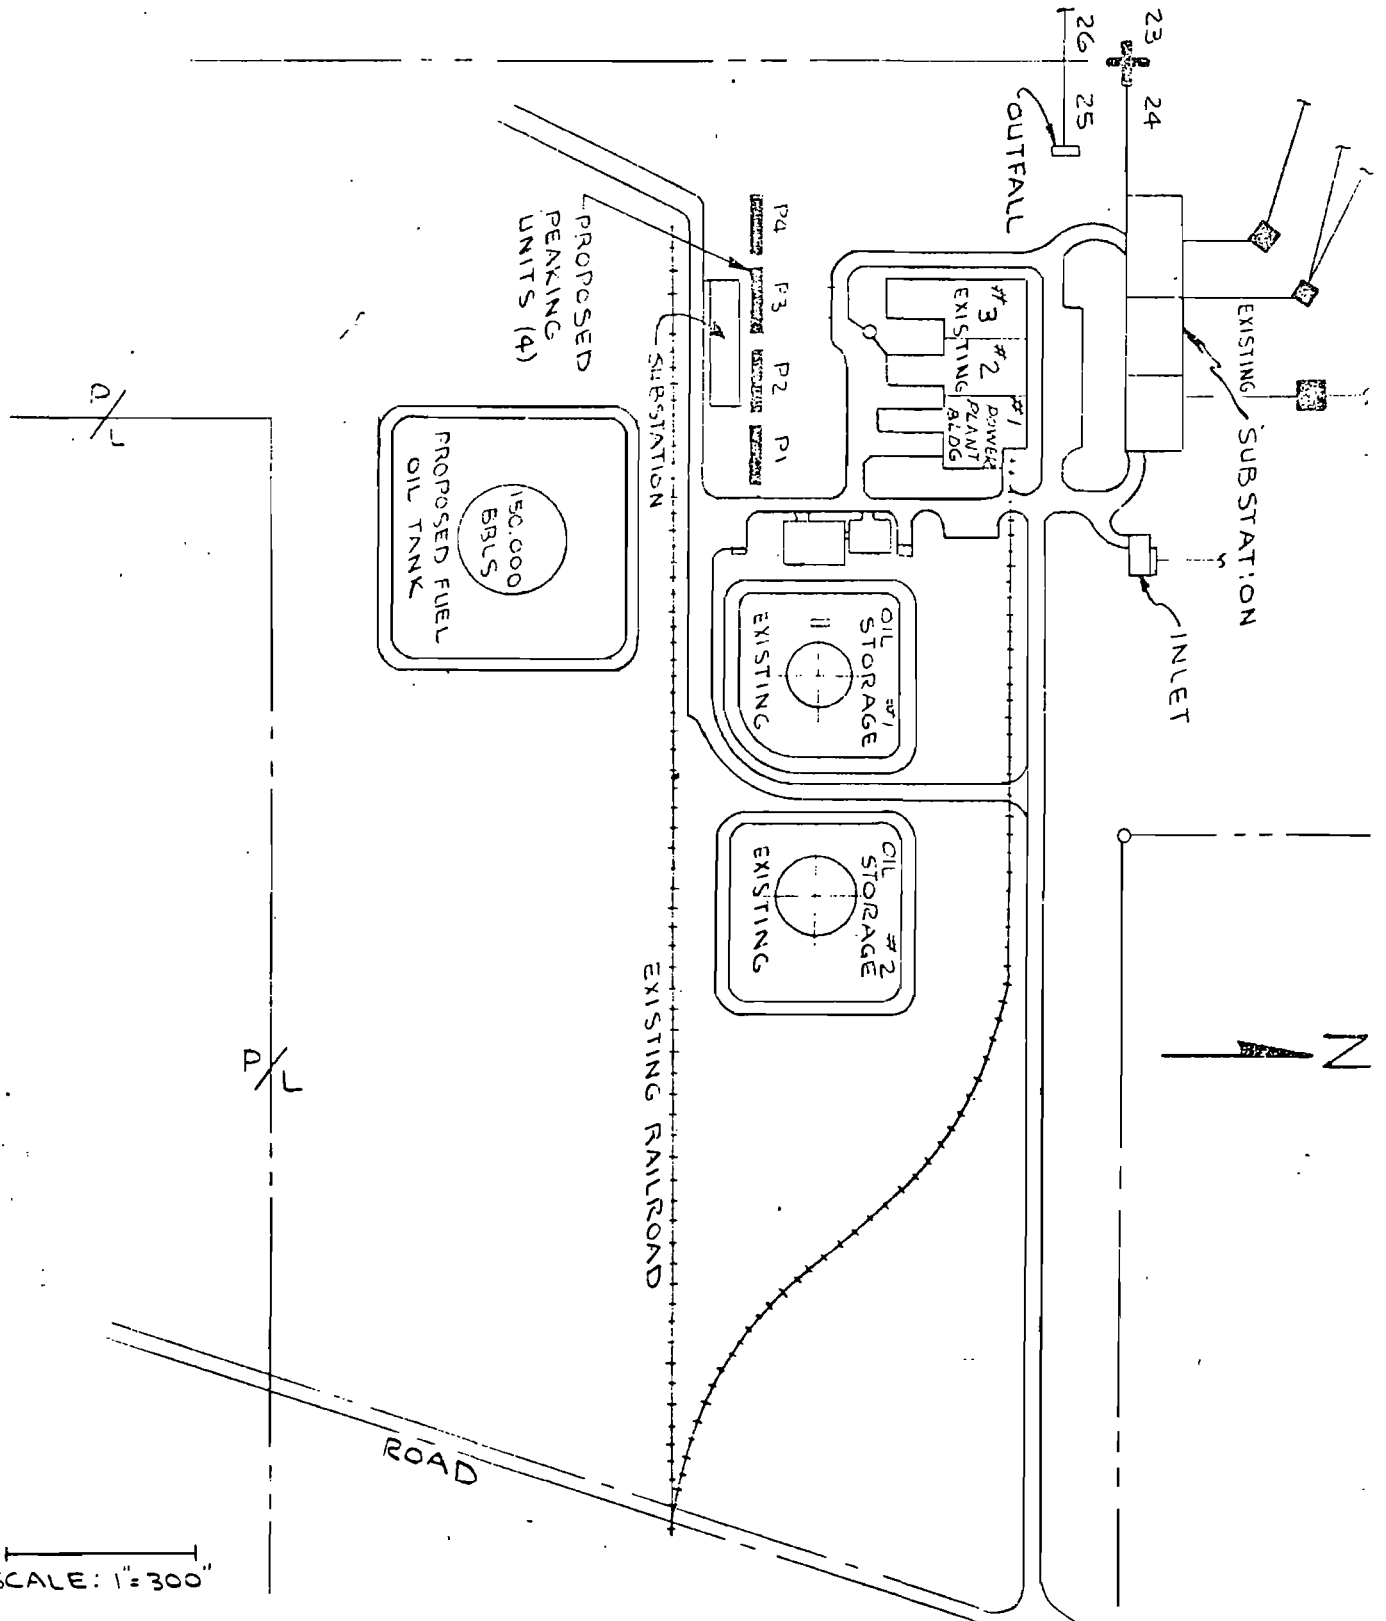 23
24
26
25
OUTFALL
EXISTING
SUBSTATION
INLET
#3
#2
#1
EXISTING
POWER
PLANT
BLDG
P4
P3
P2
P1
PROPOSED
PEAKING
UNITS (4)
SUBSTATION
150,000
BBLS
PROPOSED FUEL
OIL TANK
OIL #1
STORAGE
EXISTING
OIL #2
STORAGE
EXISTING
EXISTING RAILROAD
P/L
P/L
N
ROAD
SCALE: 1"=300"